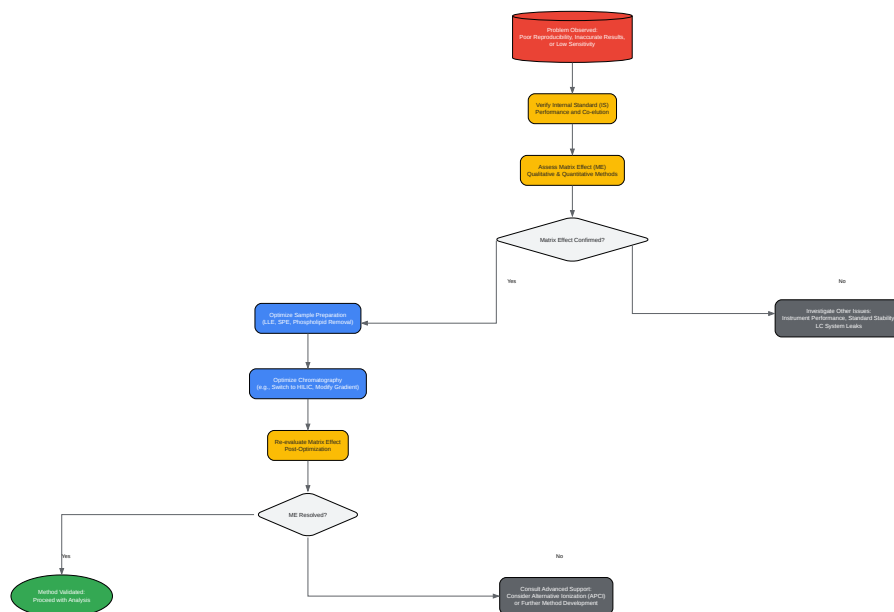 Problem Observed:
Poor Reproducibility, Inaccurate Results,
or Low Sensitivity
Verify Internal Standard (IS)
Performance and Co-elution
Assess Matrix Effect (ME)
Qualitative & Quantitative Methods
Matrix Effect Confirmed?
Yes
No
Optimize Sample Preparation
(LLE, SPE, Phospholipid Removal)
Investigate Other Issues:
Instrument Performance, Standard Stability,
LC System Leaks
Optimize Chromatography
(e.g., Switch to HILIC, Modify Gradient)
Re-evaluate Matrix Effect
Post-Optimization
ME Resolved?
Yes
No
Method Validated:
Proceed with Analysis
Consult Advanced Support:
Consider Alternative Ionization (APCI)
or Further Method Development